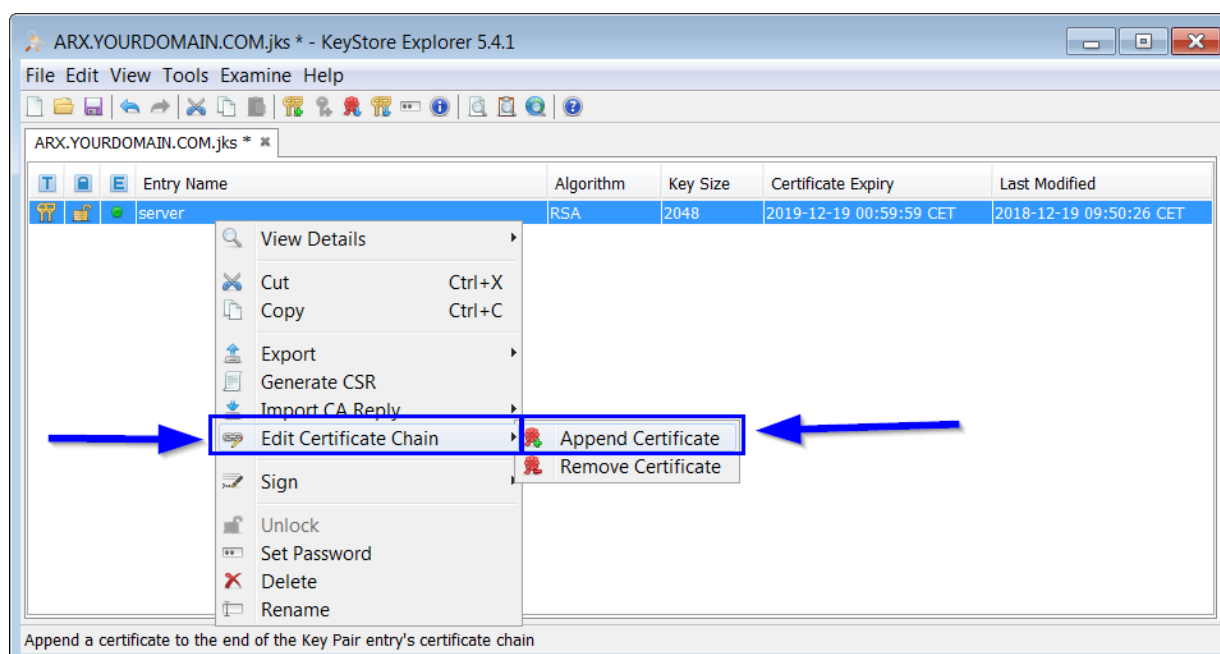 ARX.YOURDOMAIN.COM.jks * - KeyStore Explorer 5.4.1
File Edit View Tools Examine Help
ARX.YOURDOMAIN.COM.jks *
T E Entry Name Algorithm Key Size Certificate Expiry Last Modified
server RSA 2048 2019-12-19 00:59:59 CET 2018-12-19 09:50:26 CET
View Details
Cut Ctrl+X
Copy Ctrl+C
Export
Generate CSR
Import CA Reply
Edit Certificate Chain Append Certificate
Remove Certificate
Sign
Unlock
Set Password
Delete
Rename
Append a certificate to the end of the Key Pair entry's certificate chain